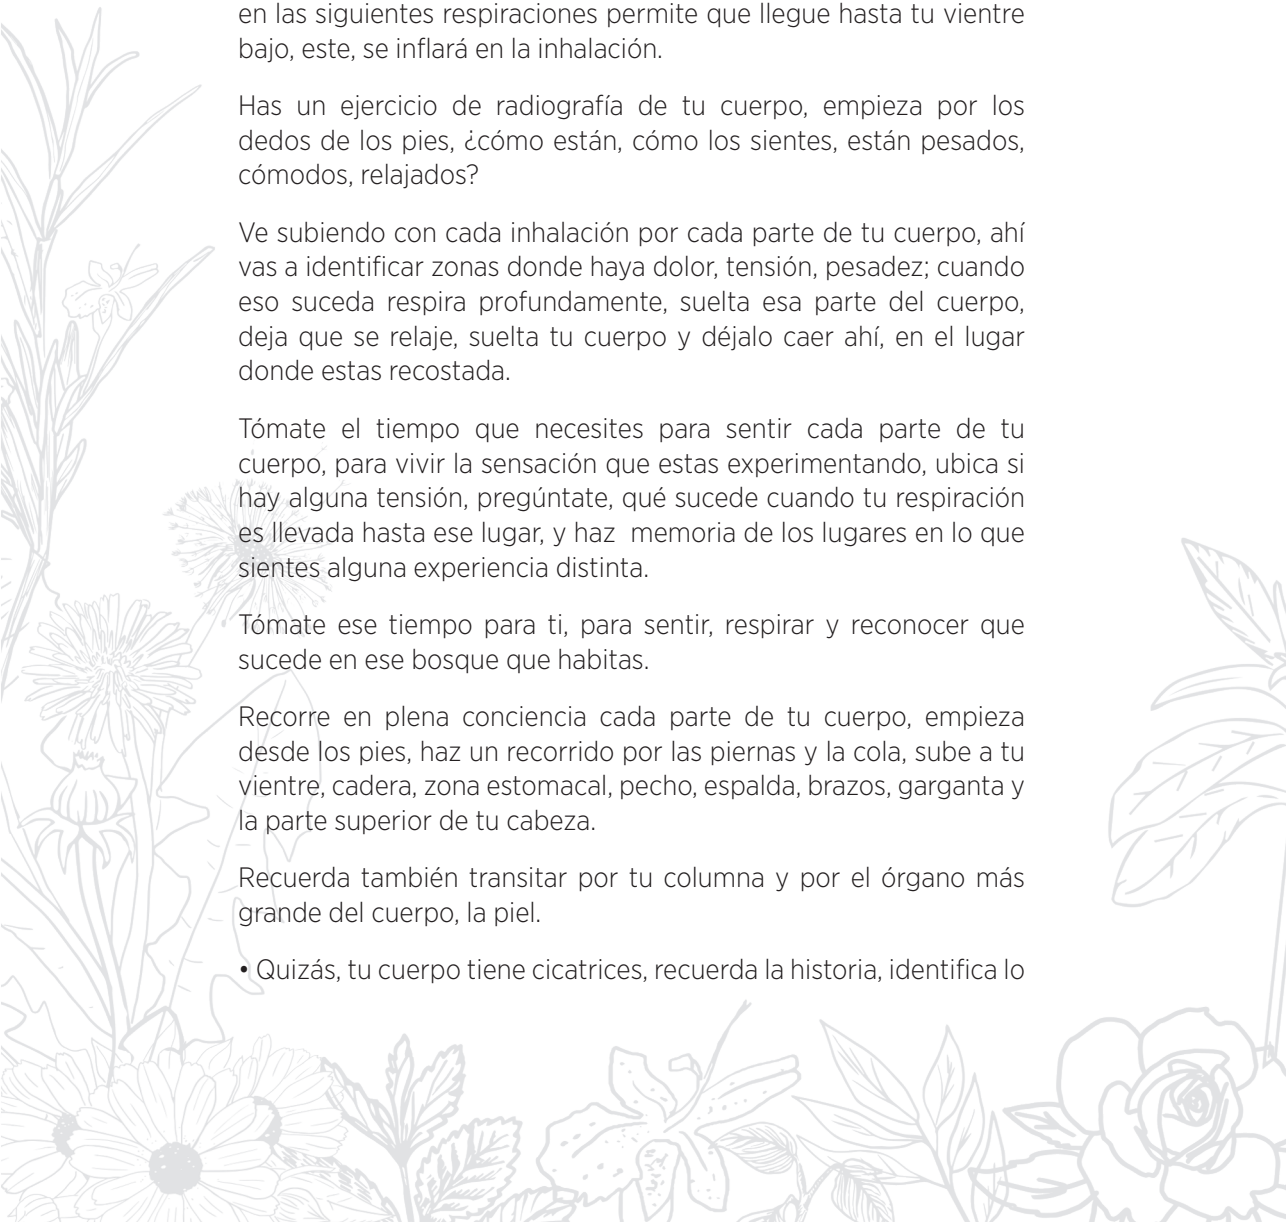 en las siguientes respiraciones permite que llegue hasta tu vientre
bajo, este, se inflará en la inhalación.
Has un ejercicio de radiografía de tu cuerpo, empieza por los
dedos de los pies, ¿cómo están, cómo los sientes, están pesados,
cómodos, relajados?
Ve subiendo con cada inhalación por cada parte de tu cuerpo, ahí
vas a identificar zonas donde haya dolor, tensión, pesadez; cuando
eso suceda respira profundamente, suelta esa parte del cuerpo,
deja que se relaje, suelta tu cuerpo y déjalo caer ahí, en el lugar
donde estas recostada.
Tómate el tiempo que necesites para sentir cada parte de tu
cuerpo, para vivir la sensación que estas experimentando, ubica si
hay alguna tensión, pregúntate, qué sucede cuando tu respiración
es llevada hasta ese lugar, y haz  memoria de los lugares en lo que
sientes alguna experiencia distinta.
Tómate ese tiempo para ti, para sentir, respirar y reconocer que
sucede en ese bosque que habitas.
Recorre en plena conciencia cada parte de tu cuerpo, empieza
desde los pies, haz un recorrido por las piernas y la cola, sube a tu
vientre, cadera, zona estomacal, pecho, espalda, brazos, garganta y
la parte superior de tu cabeza.
Recuerda también transitar por tu columna y por el órgano más
grande del cuerpo, la piel.
• Quizás, tu cuerpo tiene cicatrices, recuerda la historia, identifica lo